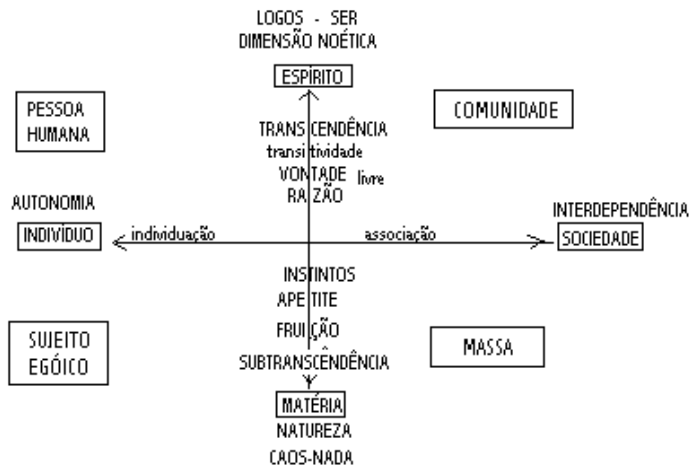 LOGOS - SER
DIMENSÃO NOÉTICA
ESPÍRITO
PESSOA
HUMANA
COMUNIDADE
TRANSCENDÊNCIA
transitividade
VONTADE livre
RAZÃO
AUTONOMIA
INDIVÍDUO
individuação
associação
INTERDEPENDÊNCIA
SOCIEDADE
INSTINTOS
APETITE
FRUIÇÃO
SUJEITO
EGÓICO
MASSA
SUBTRANSCÊNDÊNCIA
MATÉRIA
NATUREZA
CAOS-NADA